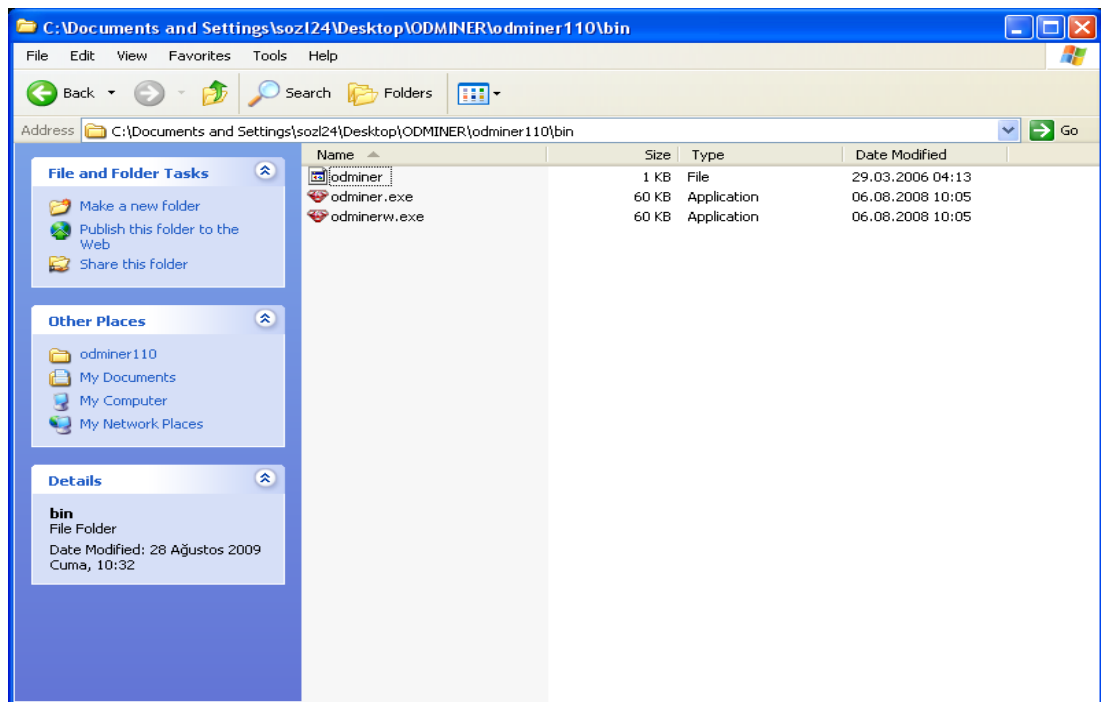 C:\Documents and Settings\sozl24\Desktop\ODMINER\odminer110\bin
File Edit View Favorites Tools Help
Back Search Folders
Address C:\Documents and Settings\sozl24\Desktop\ODMINER\odminer110\bin Go
Name Size Type Date Modified
odminer 1 KB File 29.03.2006 04:13
odminer.exe 60 KB Application 06.08.2008 10:05
odminerw.exe 60 KB Application 06.08.2008 10:05
File and Folder Tasks
Make a new folder
Publish this folder to the
Web
Share this folder
Other Places
odminer110
My Documents
My Computer
My Network Places
Details
bin
File Folder
Date Modified: 28 Ağustos 2009
Cuma, 10:32